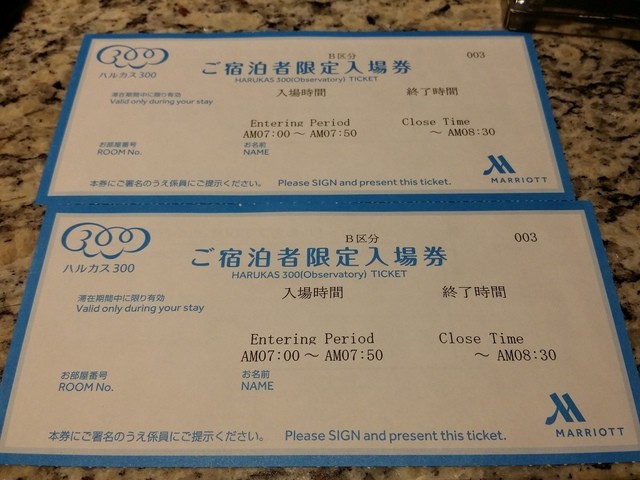 B区分 003
300
ハルカス300
ご宿泊者限定入場券
HARUKAS 300(Observatory) TICKET
滞在期間中に限り有効 入場時間 終了時間
Valid only during your stay
Entering Period Close Time
AM07:00 ~ AM07:50 ~ AM08:30
お部屋番号 お名前
ROOM No. NAME
MARRIOTT
本券にご署名のうえ係員にご提示ください。 Please SIGN and present this ticket.
B区分 003
300
ハルカス300
ご宿泊者限定入場券
HARUKAS 300(Observatory) TICKET
滞在期間中に限り有効 入場時間 終了時間
Valid only during your stay
Entering Period Close Time
AM07:00 ~ AM07:50 ~ AM08:30
お部屋番号 お名前
ROOM No. NAME
MARRIOTT
本券にご署名のうえ係員にご提示ください。 Please SIGN and present this ticket.